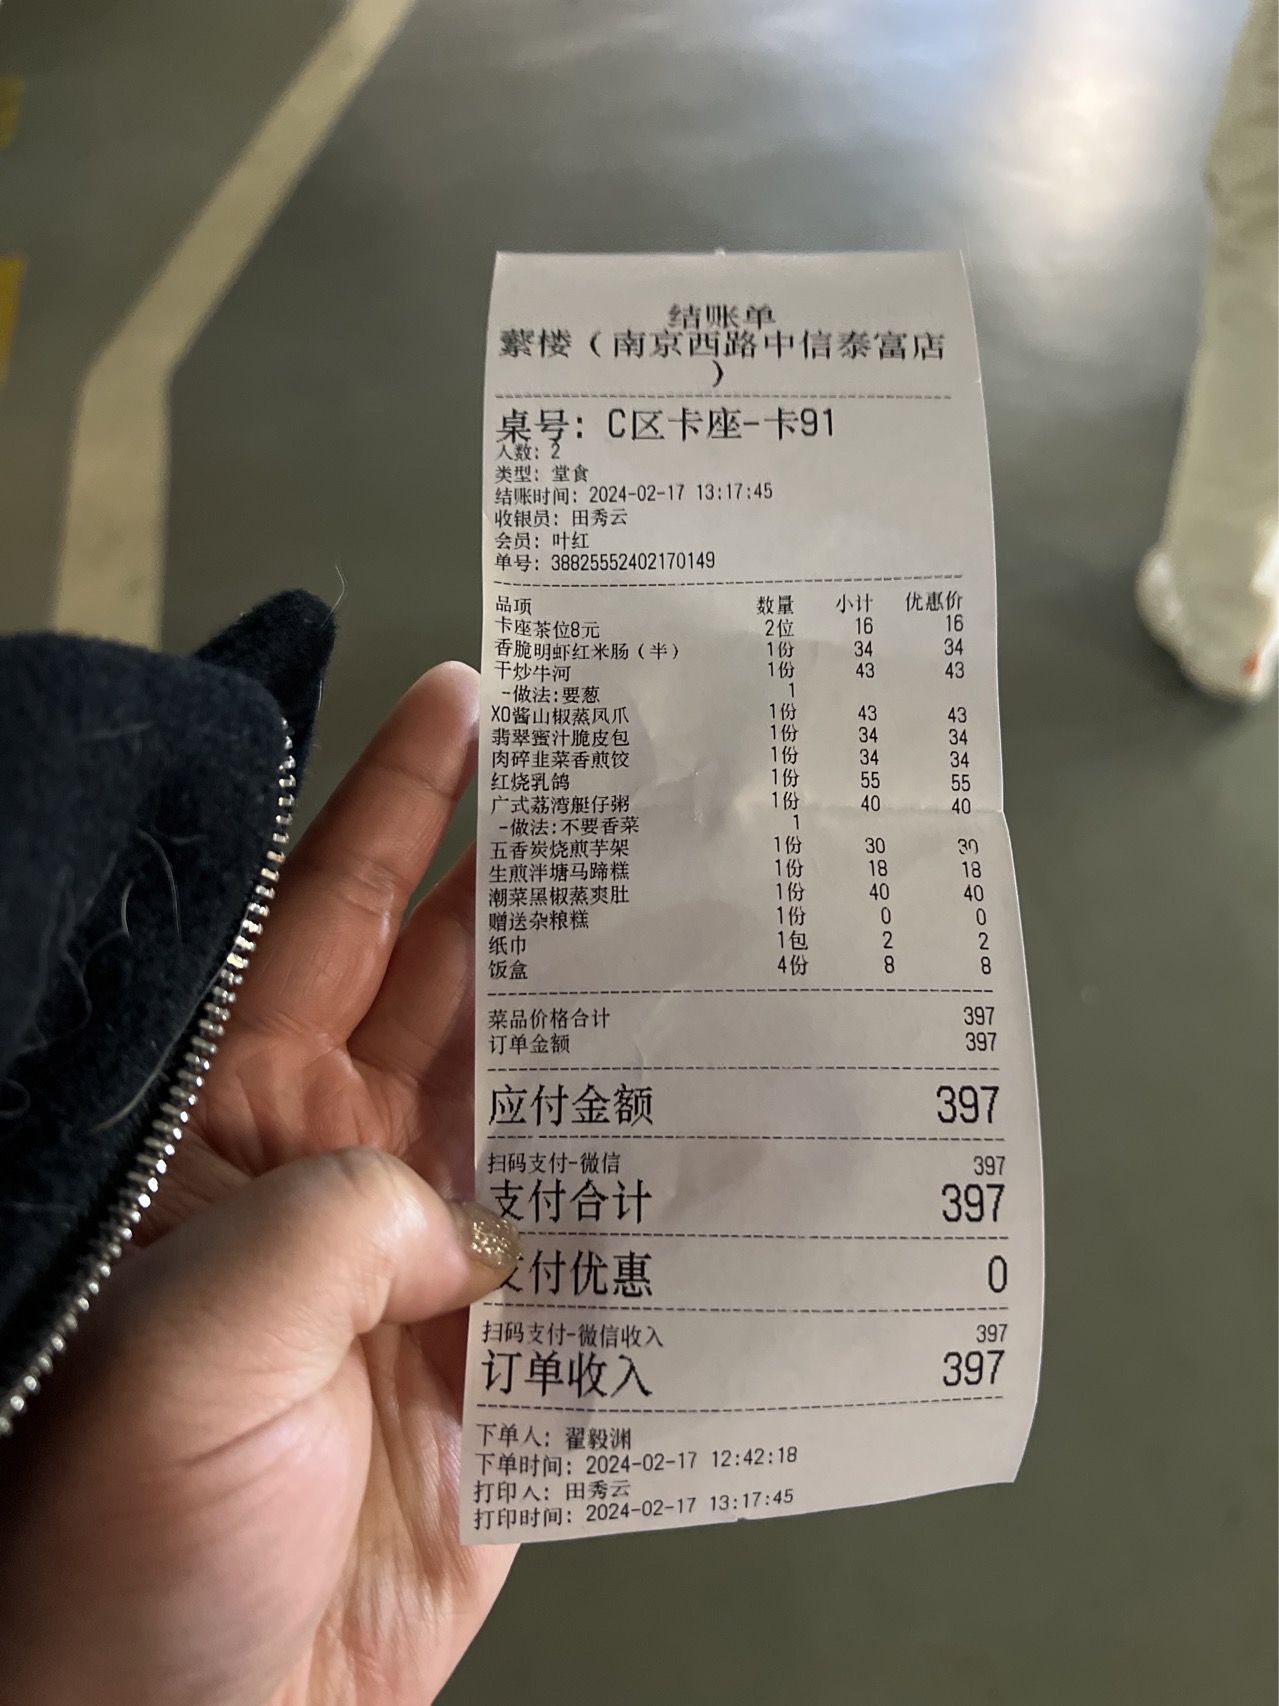 结账单
蘩楼（南京西路中信泰富店
）
桌号: C区卡座-卡91
人数: 2
类型: 堂食
结账时间: 2024-02-17 13:17:45
收银员: 田秀云
会员: 叶红
单号: 38825552402170149
品项 数量 小计 优惠价
卡座茶位8元 2位 16 16
香脆明虾红米肠（半） 1份 34 34
干炒牛河 1份 43 43
-做法:要葱 1
XO酱山椒蒸凤爪 1份 43 43
翡翠蜜汁脆皮包 1份 34 34
肉碎韭菜香煎饺 1份 34 34
红烧乳鸽 1份 55 55
广式荔湾艇仔粥 1份 40 40
-做法:不要香菜 1
五香炭烧煎芋架 1份 30 30
生煎泮塘马蹄糕 1份 18 18
潮菜黑椒蒸爽肚 1份 40 40
赠送杂粮糕 1份 0 0
纸巾 1包 2 2
饭盒 4份 8 8
菜品价格合计 397
订单金额 397
应付金额 397
扫码支付-微信 397
支付合计 397
支付优惠 0
扫码支付-微信收入 397
订单收入 397
下单人: 翟毅渊
下单时间: 2024-02-17 12:42:18
打印人: 田秀云
打印时间: 2024-02-17 13:17:45